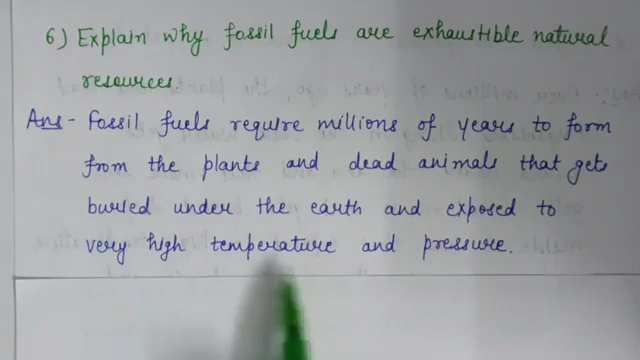 6) Explain why fossil fuels are exhaustible natural
resources.
Ans - Fossil fuels require millions of years to form
from the plants and dead animals that gets
buried under the earth and exposed to
very high temperature and pressure.